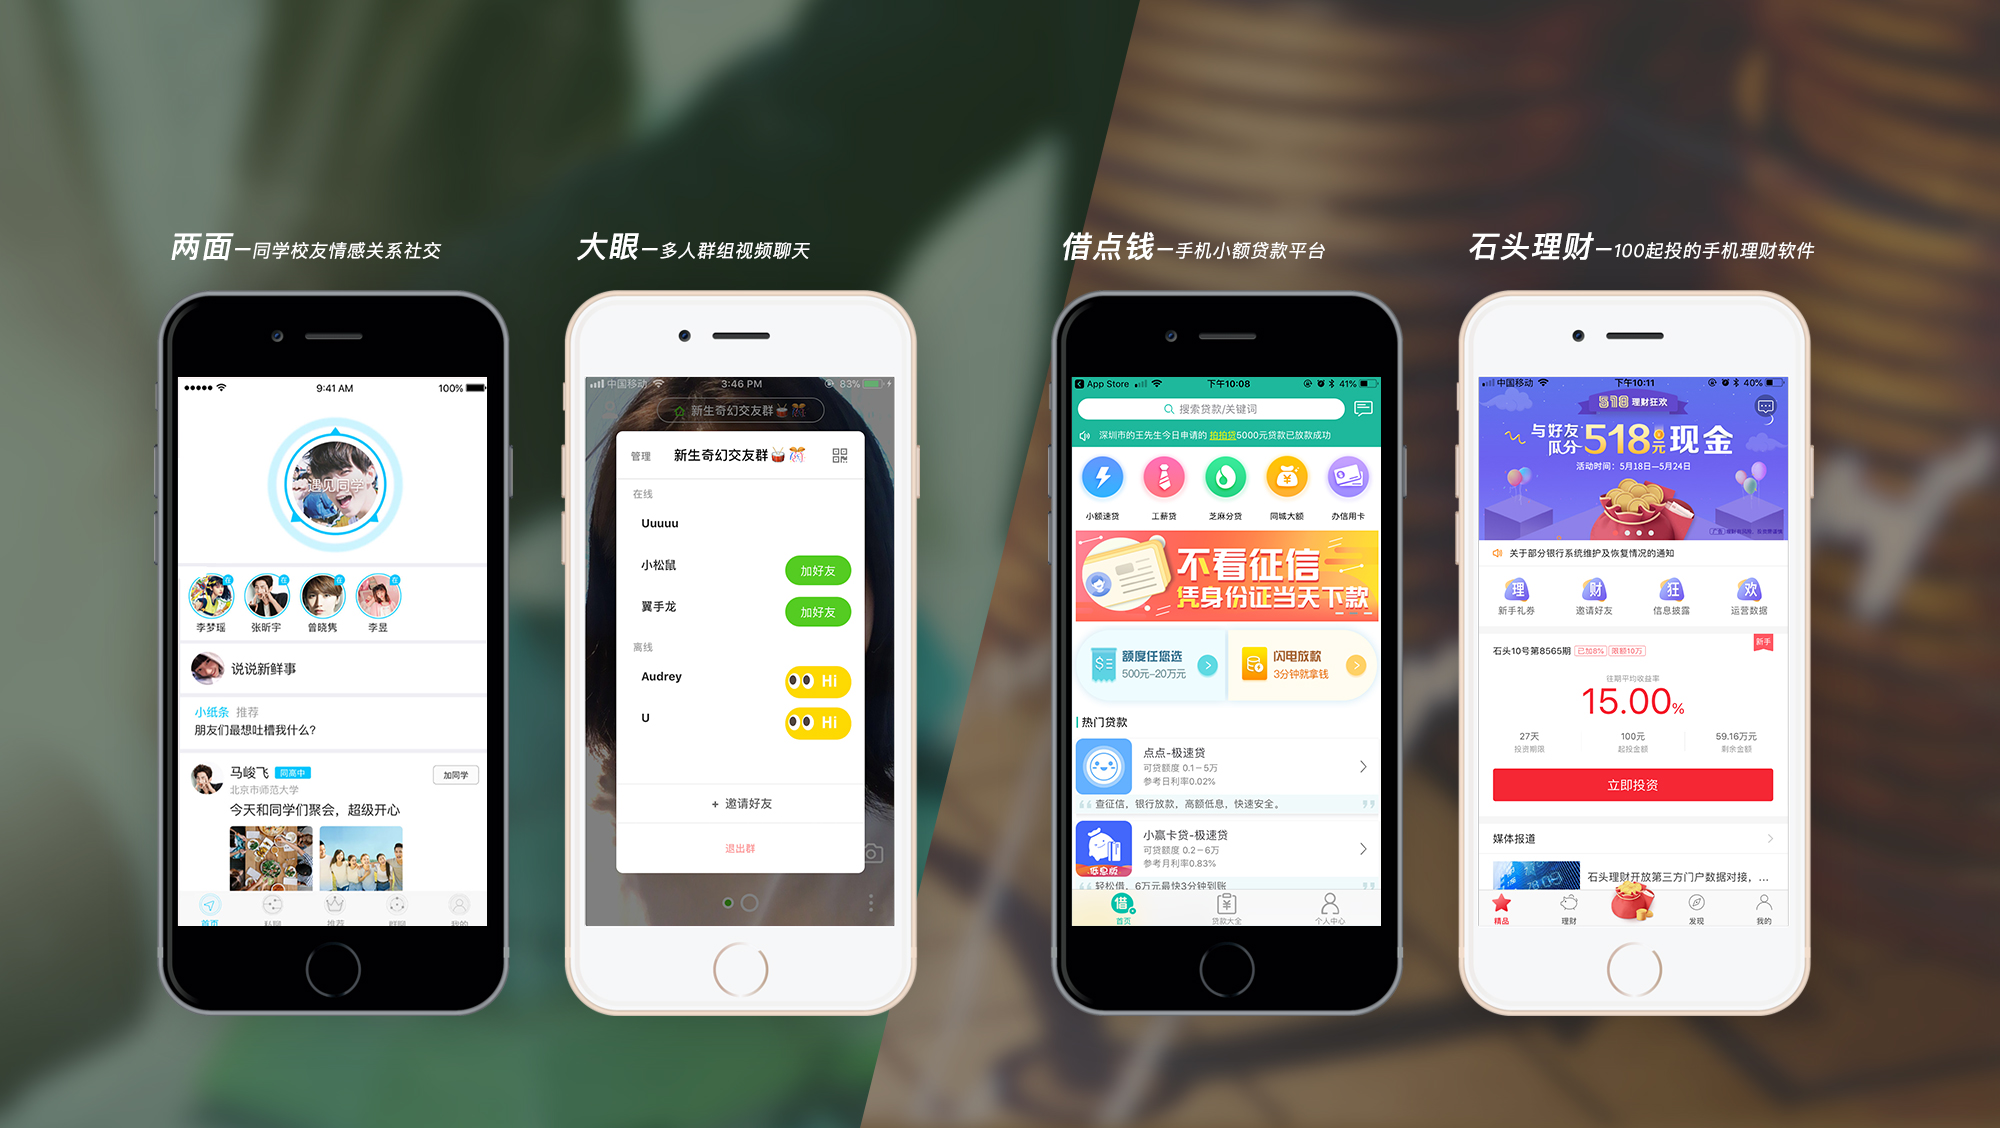 两面—同学校友情感关系社交
9:41 AM
100%
遇见同学
在
在
在
在
李梦瑶
张昕宇
曾晓隽
李昱
说说新鲜事
小纸条 推荐
朋友们最想吐槽我什么?
马峻飞 同高中
加同学
北京市师范大学
今天和同学们聚会，超级开心
首页
私聊
推荐
群聊
我的
大眼—多人群组视频聊天
中国移动
3:46 PM
83%
新生奇幻交友群
管理
新生奇幻交友群
在线
Uuuuu
小松鼠
加好友
翼手龙
加好友
离线
Audrey
Hi
U
Hi
+ 邀请好友
退出群
借点钱—手机小额贷款平台
App Store
下午10:08
41%
搜索贷款/关键词
深圳市的王先生今日申请的 拍拍贷5000元贷款已放款成功
小额速贷
工薪贷
芝麻分贷
同城大额
办信用卡
不看征信
凭身份证当天下款
额度任您选
500元-20万元
闪电放款
3分钟就拿钱
热门贷款
点点-极速贷
可贷额度 0.1－5万
参考日利率0.02%
查征信，银行放款，高额低息，快速安全。
小赢卡贷-极速贷
可贷额度 0.2－6万
参考月利率0.83%
低息版
轻松借，6万元最快3分钟到账
借
首页
贷款大全
个人中心
石头理财—100起投的手机理财软件
中国移动
下午10:11
40%
518 理财狂欢
与好友
瓜分 518元 现金
活动时间：5月18日—5月24日
关于部分银行系统维护及恢复情况的通知
理
财
狂
欢
新手礼券
邀请好友
信息披露
运营数据
新手
石头10号第8565期 已加8% 限额10万
往期平均收益率
15.00%
27天
100元
59.16万元
投资期限
起投金额
剩余金额
立即投资
媒体报道
石头理财开放第三方门户数据对接，...
精品
理财
发现
我的